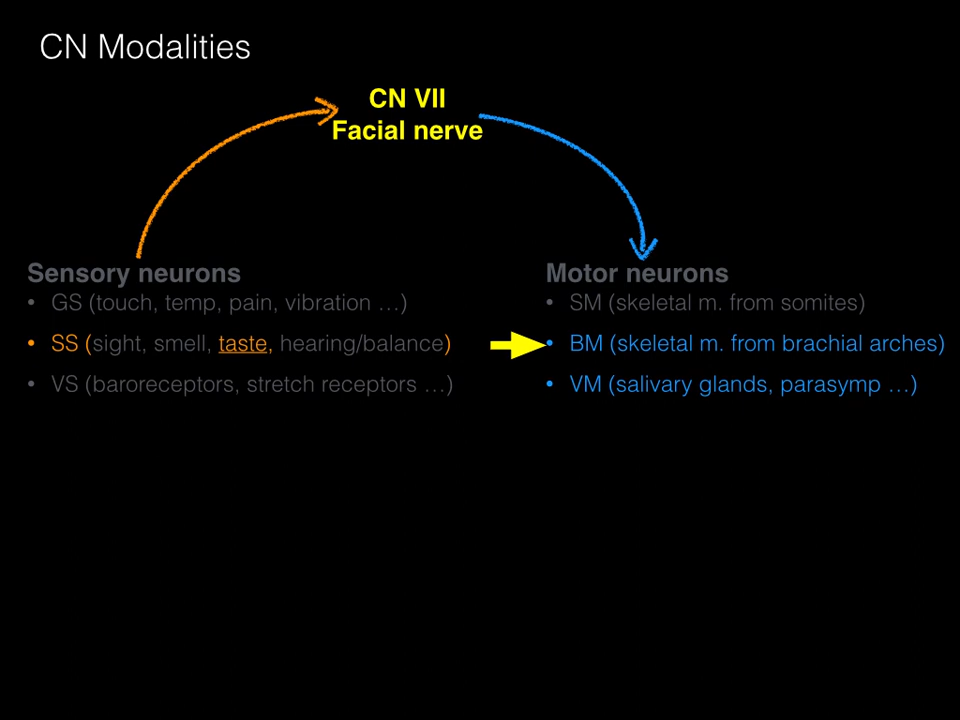 CN Modalities
CN VII
Facial nerve
Sensory neurons
• GS (touch, temp, pain, vibration …)
• SS (sight, smell, taste, hearing/balance)
• VS (baroreceptors, stretch receptors …)
Motor neurons
• SM (skeletal m. from somites)
• BM (skeletal m. from brachial arches)
• VM (salivary glands, parasymp …)